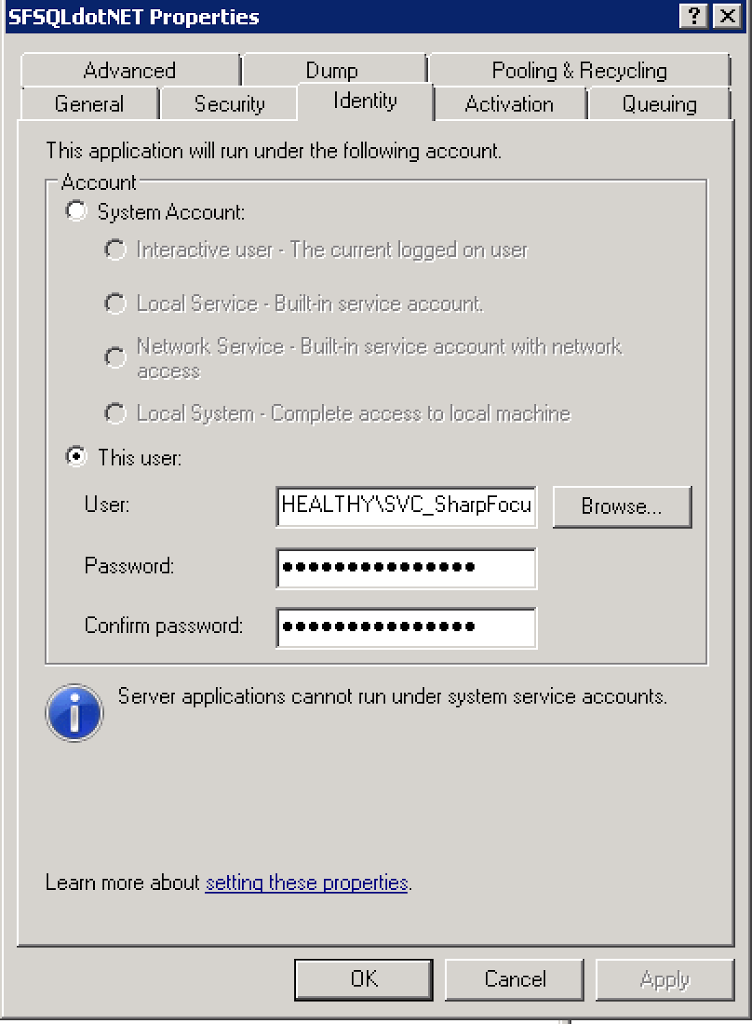 SFSQLdotNET Properties
Advanced Dump Pooling & Recycling
General Security Identity Activation Queuing
This application will run under the following account.
Account
System Account:
Interactive user - The current logged on user
Local Service - Built-in service account.
Network Service - Built-in service account with network
access
Local System - Complete access to local machine
This user:
User: HEALTHY\SVC_SharpFocu Browse...
Password: ●●●●●●●●●●●●●●●
Confirm password: ●●●●●●●●●●●●●●●
Server applications cannot run under system service accounts.
Learn more about setting these properties.
OK Cancel Apply